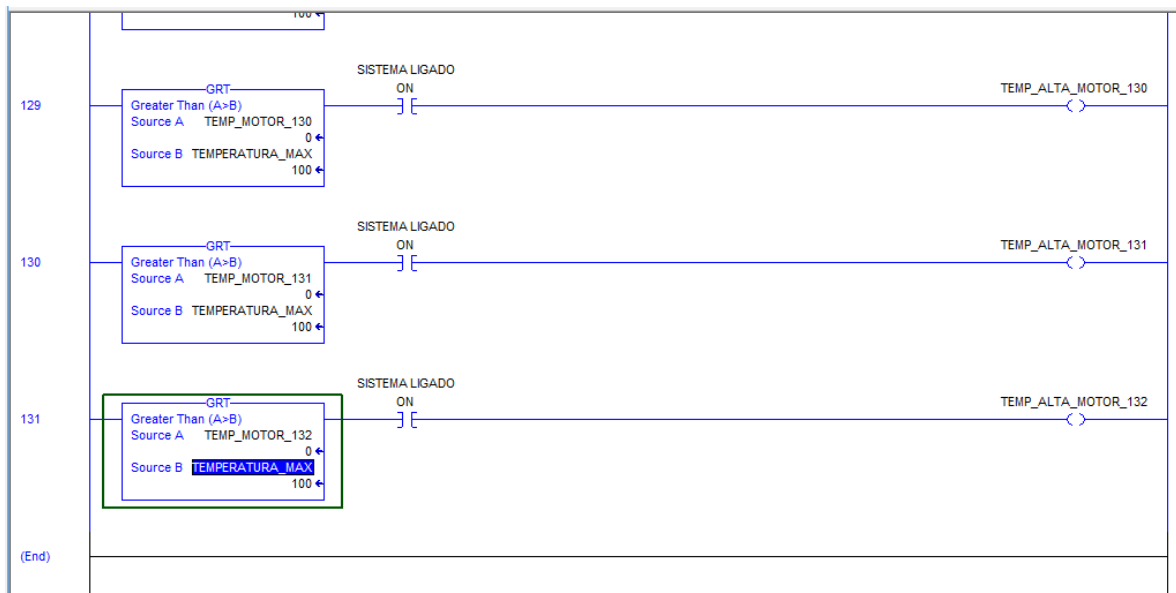 100
SISTEMA LIGADO
ON
TEMP_ALTA_MOTOR_130
129
GRT
Greater Than (A>B)
Source A TEMP_MOTOR_130
0
Source B TEMPERATURA_MAX
100
SISTEMA LIGADO
ON
TEMP_ALTA_MOTOR_131
130
GRT
Greater Than (A>B)
Source A TEMP_MOTOR_131
0
Source B TEMPERATURA_MAX
100
SISTEMA LIGADO
ON
TEMP_ALTA_MOTOR_132
131
GRT
Greater Than (A>B)
Source A TEMP_MOTOR_132
0
Source B TEMPERATURA_MAX
100
(End)